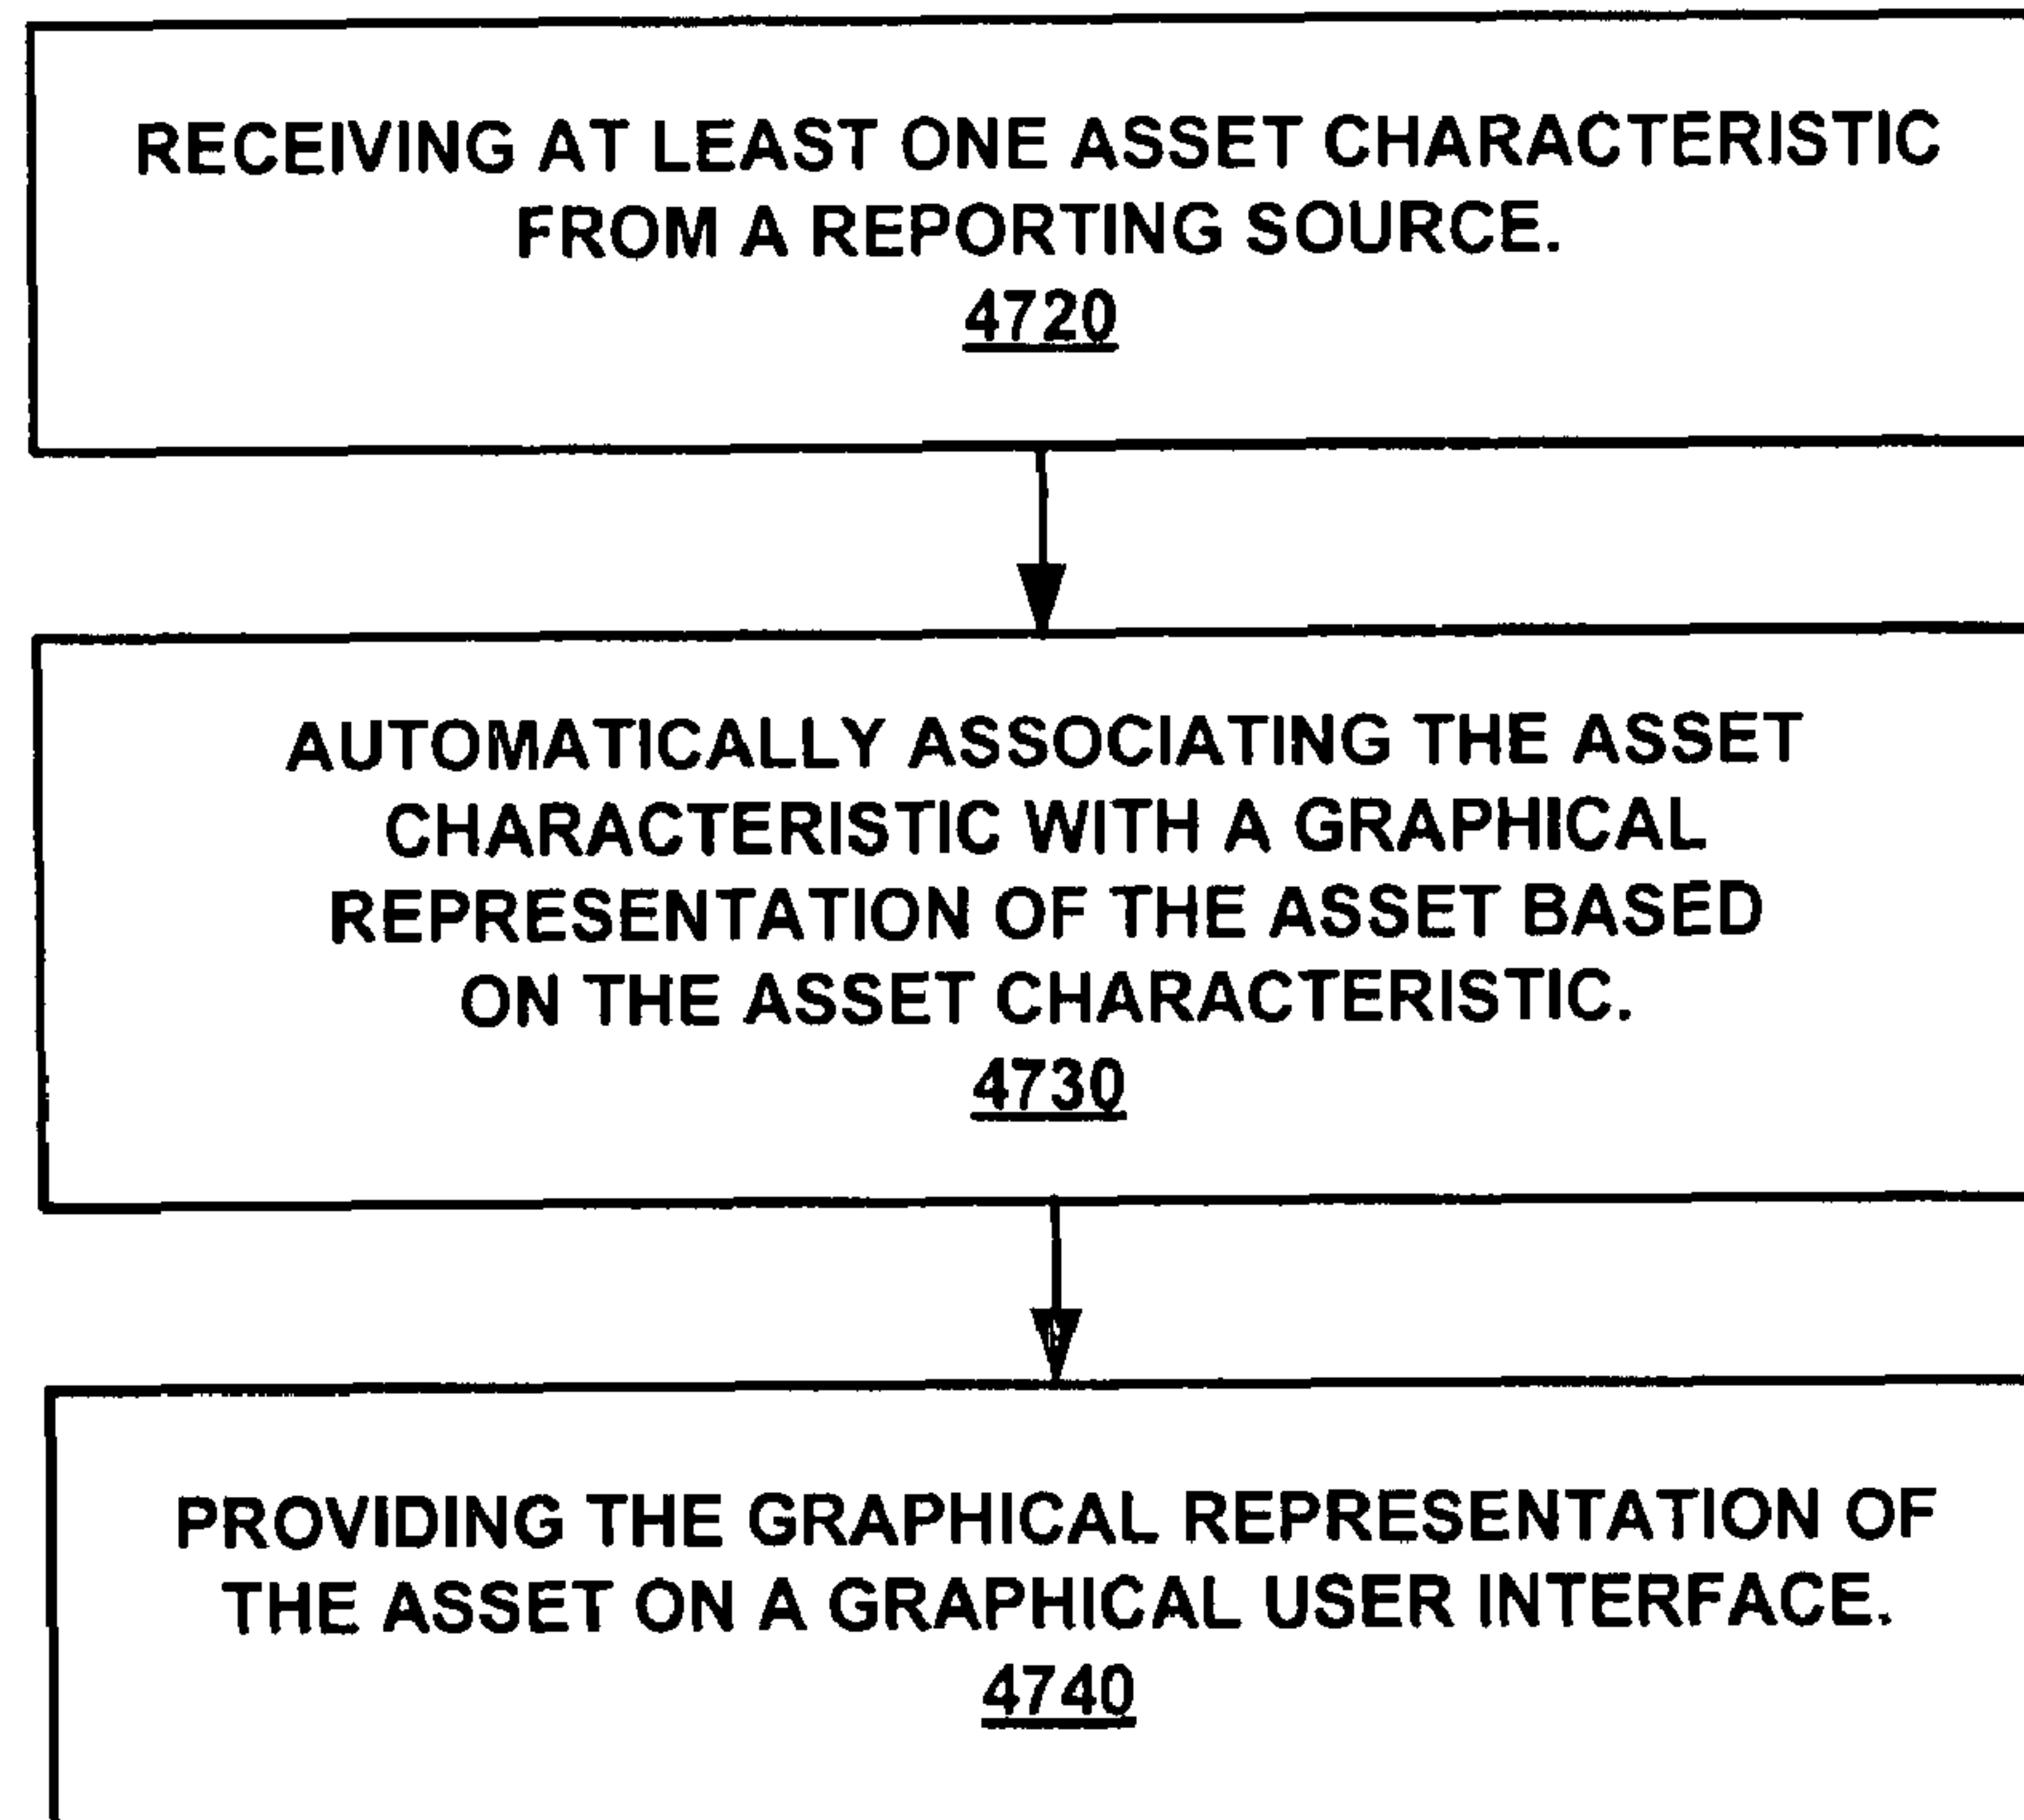 RECEIVING AT LEAST ONE ASSET CHARACTERISTIC
FROM A REPORTING SOURCE.
4720
AUTOMATICALLY ASSOCIATING THE ASSET
CHARACTERISTIC WITH A GRAPHICAL
REPRESENTATION OF THE ASSET BASED
ON THE ASSET CHARACTERISTIC.
4730
PROVIDING THE GRAPHICAL REPRESENTATION OF
THE ASSET ON A GRAPHICAL USER INTERFACE.
4740